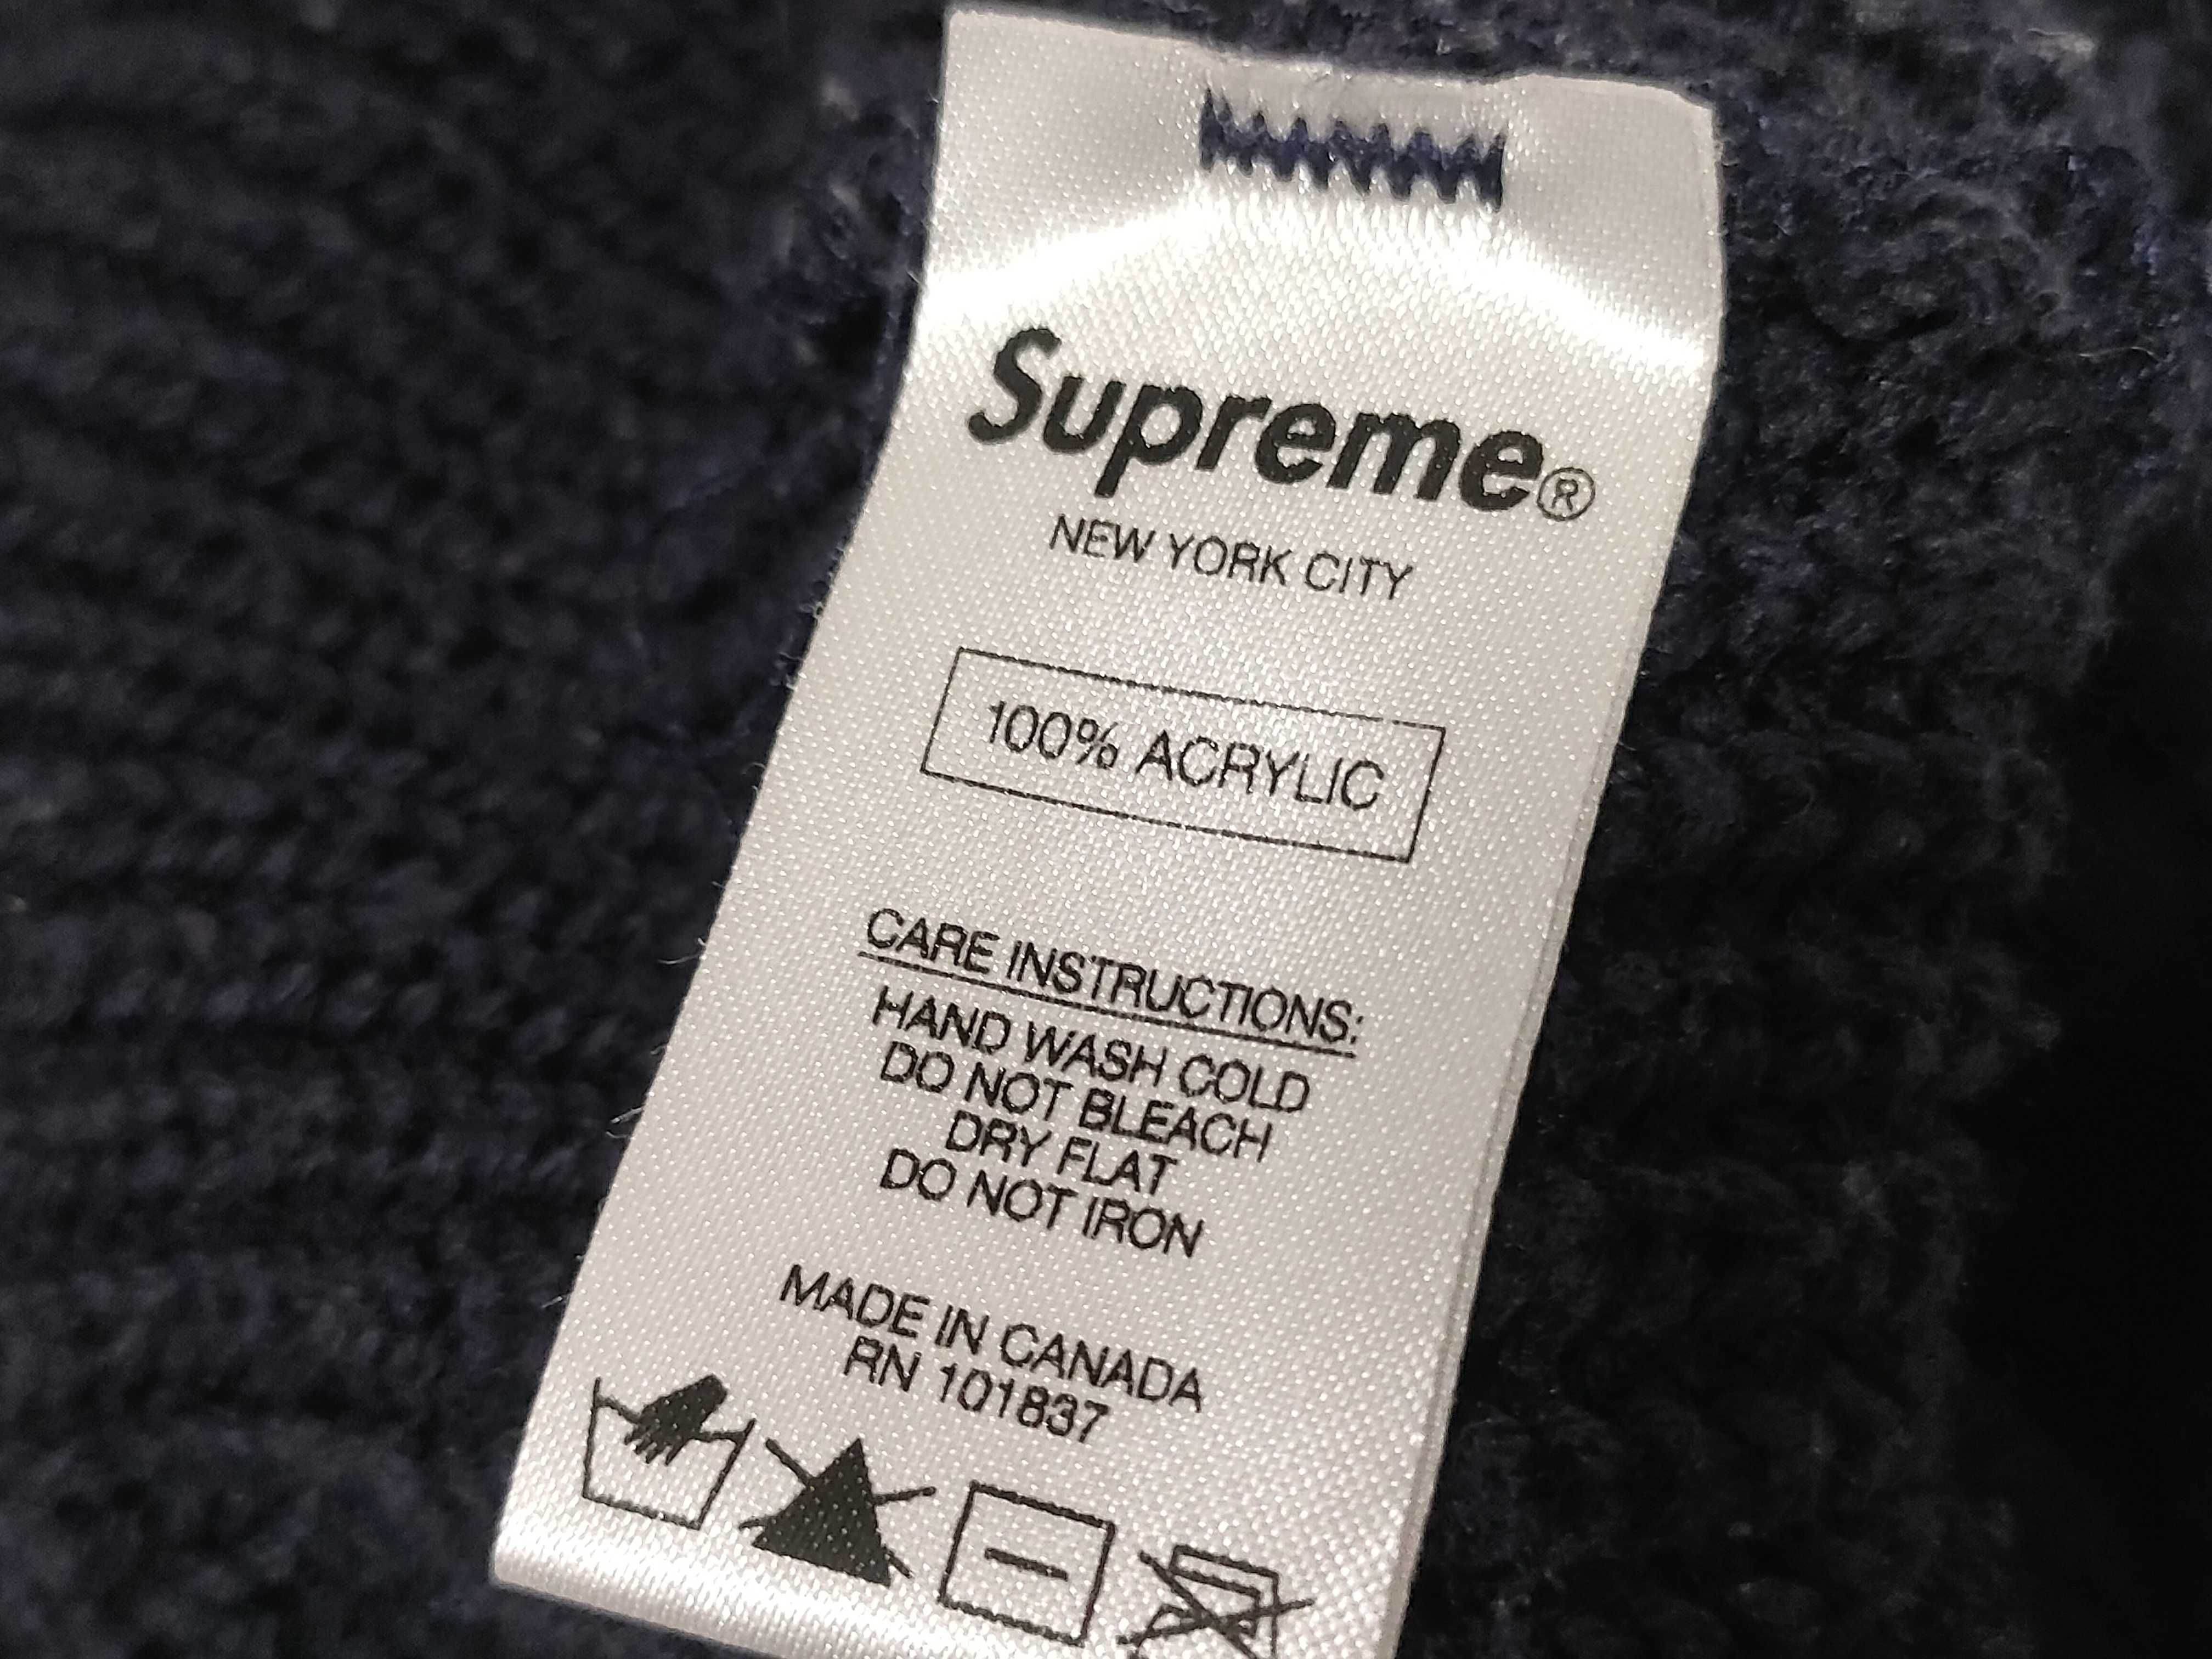 Supreme®
NEW YORK CITY
100% ACRYLIC
CARE INSTRUCTIONS:
HAND WASH COLD
DO NOT BLEACH
DRY FLAT
DO NOT IRON
MADE IN CANADA
RN 101837